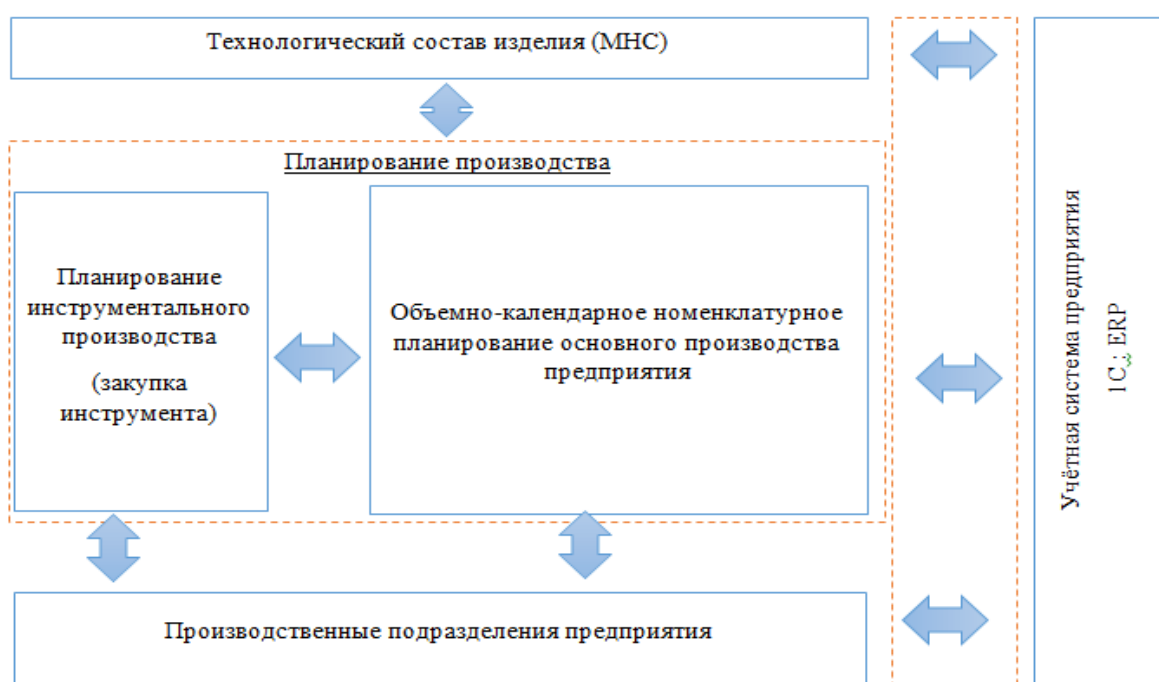 Технологический состав изделия (МНС)
Планирование производства
Планирование
инструментального
производства
(закупка
инструмента)
Объемно-календарное номенклатурное
планирование основного производства
предприятия
Производственные подразделения предприятия
Учётная система предприятия
1С: ERP